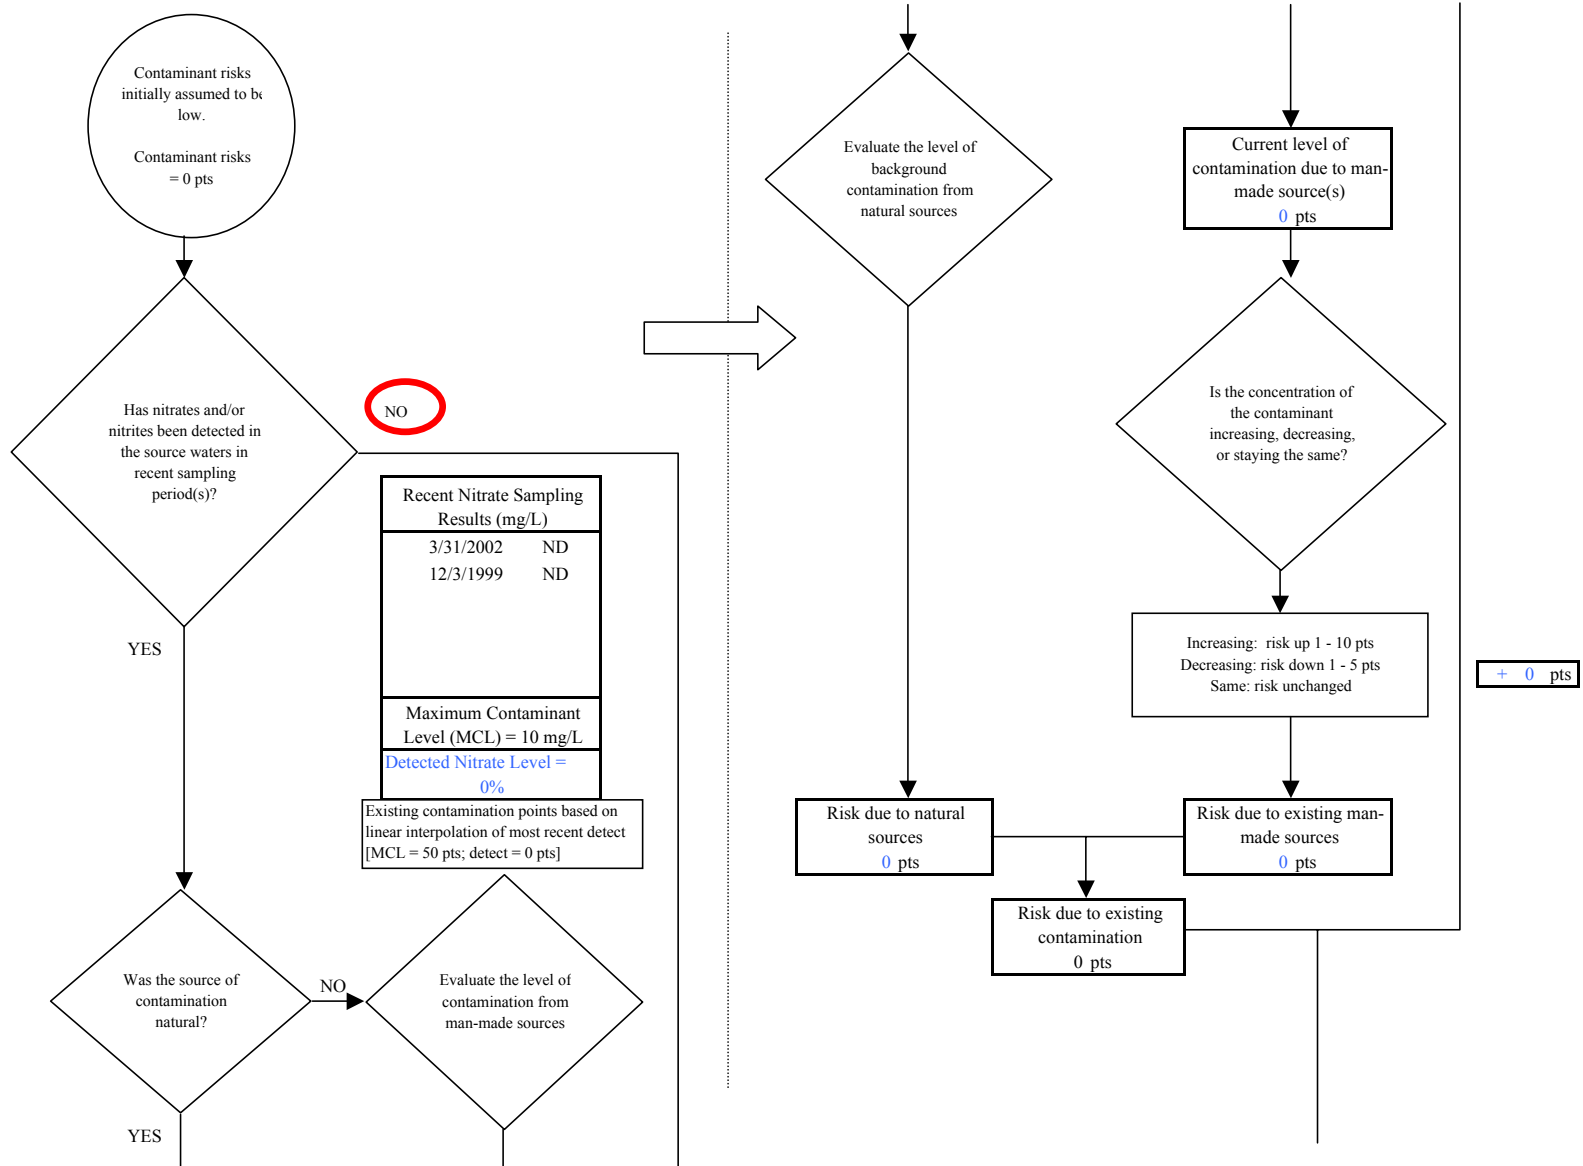 Contaminant risks
initially assumed to be
low.
Contaminant risks
= 0 pts
Has nitrates and/or
nitrites been detected in
the source waters in
recent sampling
period(s)?
NO
YES
Recent Nitrate Sampling
Results (mg/L)
3/31/2002 ND
12/3/1999 ND
Maximum Contaminant
Level (MCL) = 10 mg/L
Detected Nitrate Level =
0%
Existing contamination points based on
linear interpolation of most recent detect
[MCL = 50 pts; detect = 0 pts]
Was the source of
contamination
natural?
NO
YES
Evaluate the level of
contamination from
man-made sources
Evaluate the level of
background
contamination from
natural sources
Current level of
contamination due to man-
made source(s)
0 pts
Is the concentration of
the contaminant
increasing, decreasing,
or staying the same?
Increasing: risk up 1 - 10 pts
Decreasing: risk down 1 - 5 pts
Same: risk unchanged
+ 0 pts
Risk due to natural
sources
0 pts
Risk due to existing man-
made sources
0 pts
Risk due to existing
contamination
0 pts